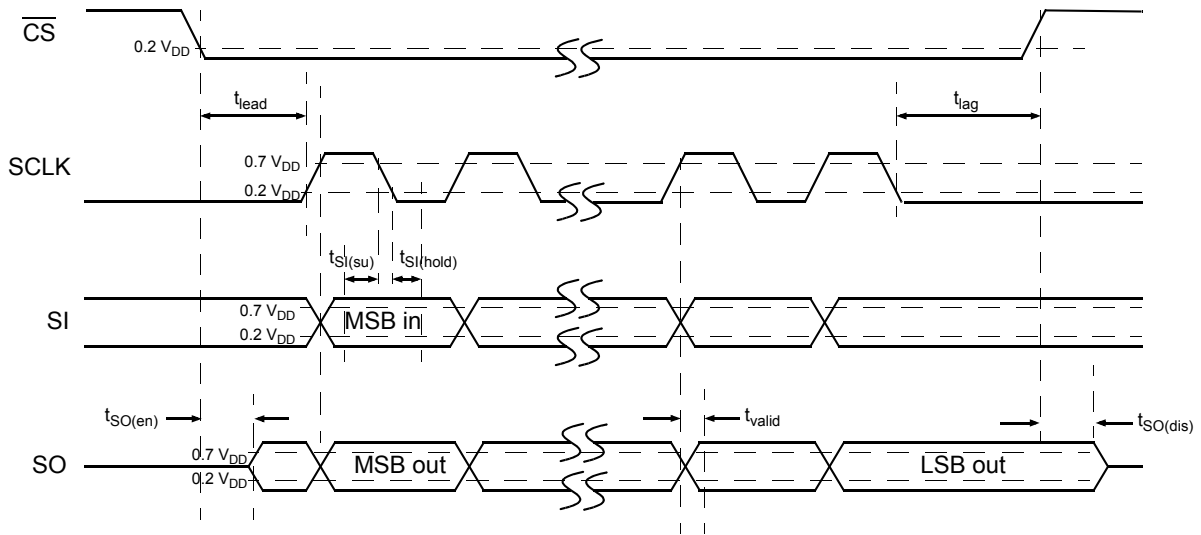 CS
0.2 VDD
tlead
tlag
SCLK
0.7 VDD
0.2 VDD
tSI(su)
tSI(hold)
SI
0.7 VDD
MSB in
0.2 VDD
tSO(en)
tvalid
tSO(dis)
SO
0.7 VDD
MSB out
LSB out
0.2 VDD